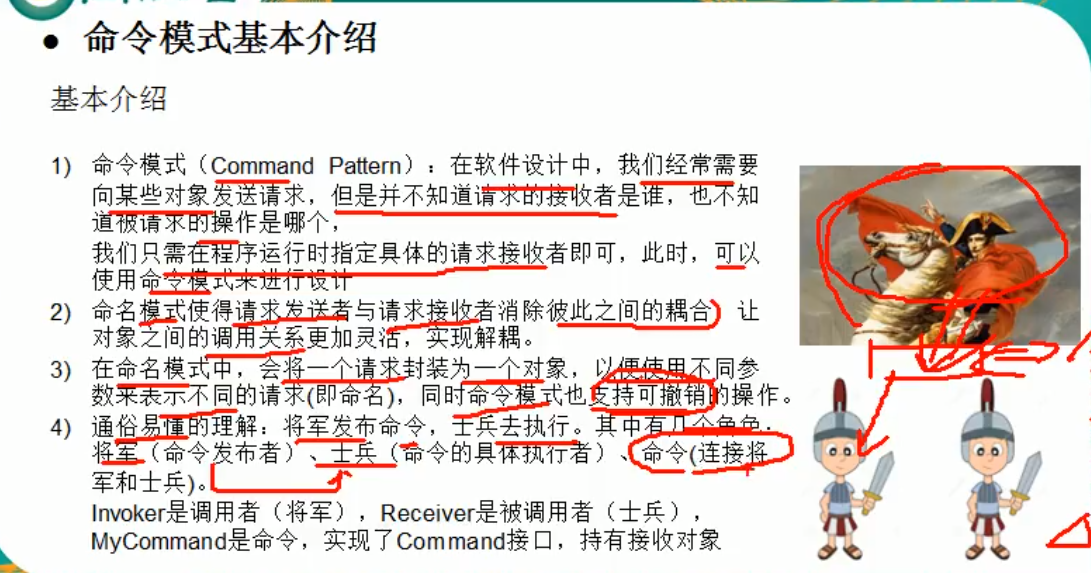 ● 命令模式基本介绍
基本介绍
1) 命令模式（Command Pattern）：在软件设计中，我们经常需要
向某些对象发送请求，但是并不知道请求的接收者是谁，也不知
道被请求的操作是哪个，
我们只需在程序运行时指定具体的请求接收者即可，此时，可以
使用命令模式来进行设计
2) 命名模式使得请求发送者与请求接收者消除彼此之间的耦合，让
对象之间的调用关系更加灵活，实现解耦。
3) 在命名模式中，会将一个请求封装为一个对象，以便使用不同参
数来表示不同的请求(即命名)，同时命令模式也支持可撤销的操作。
4) 通俗易懂的理解：将军发布命令，士兵去执行。其中有几个角色：
将军（命令发布者）、士兵（命令的具体执行者）、命令(连接将
军和士兵)。
Invoker是调用者（将军），Receiver是被调用者（士兵），
MyCommand是命令，实现了Command接口，持有接收对象